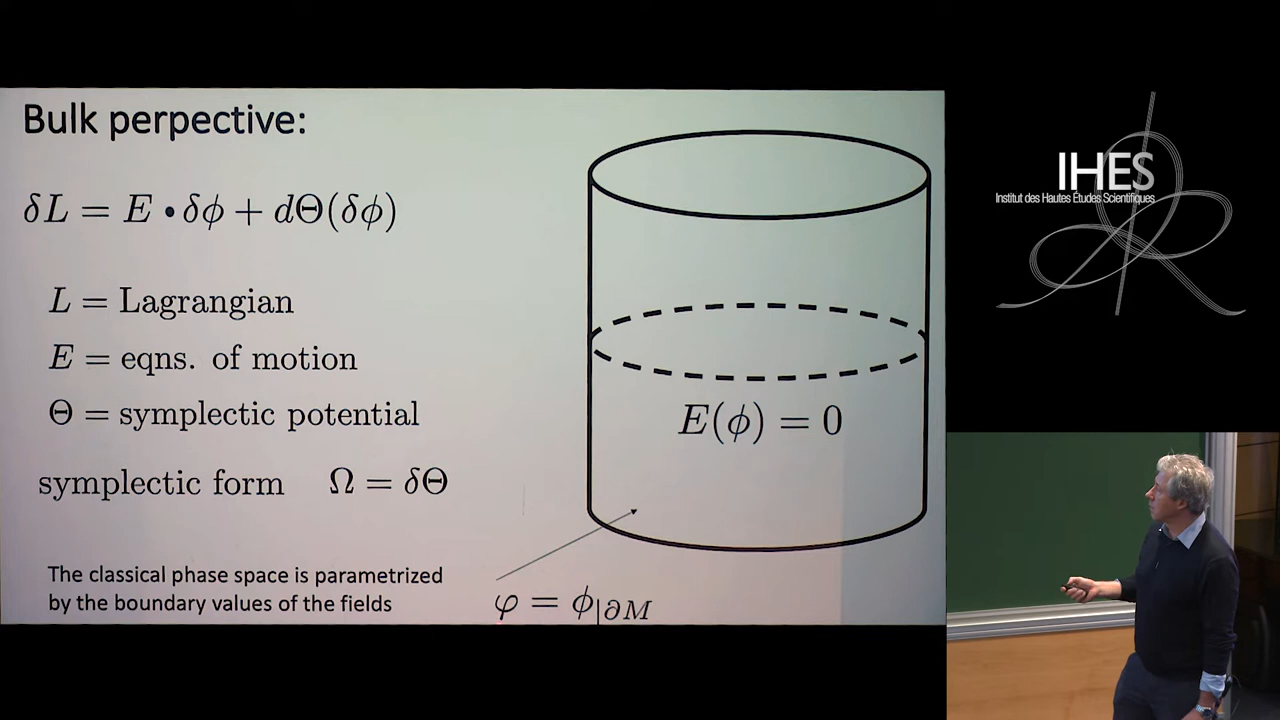 Bulk perpective:
δL = E • δϕ + dΘ(δϕ)
L = Lagrangian
E = eqns. of motion
Θ = symplectic potential
symplectic form Ω = δΘ
The classical phase space is parametrized
by the boundary values of the fields
E(ϕ) = 0
φ = ϕ|∂M
IHES
Institut des Hautes Études Scientifiques